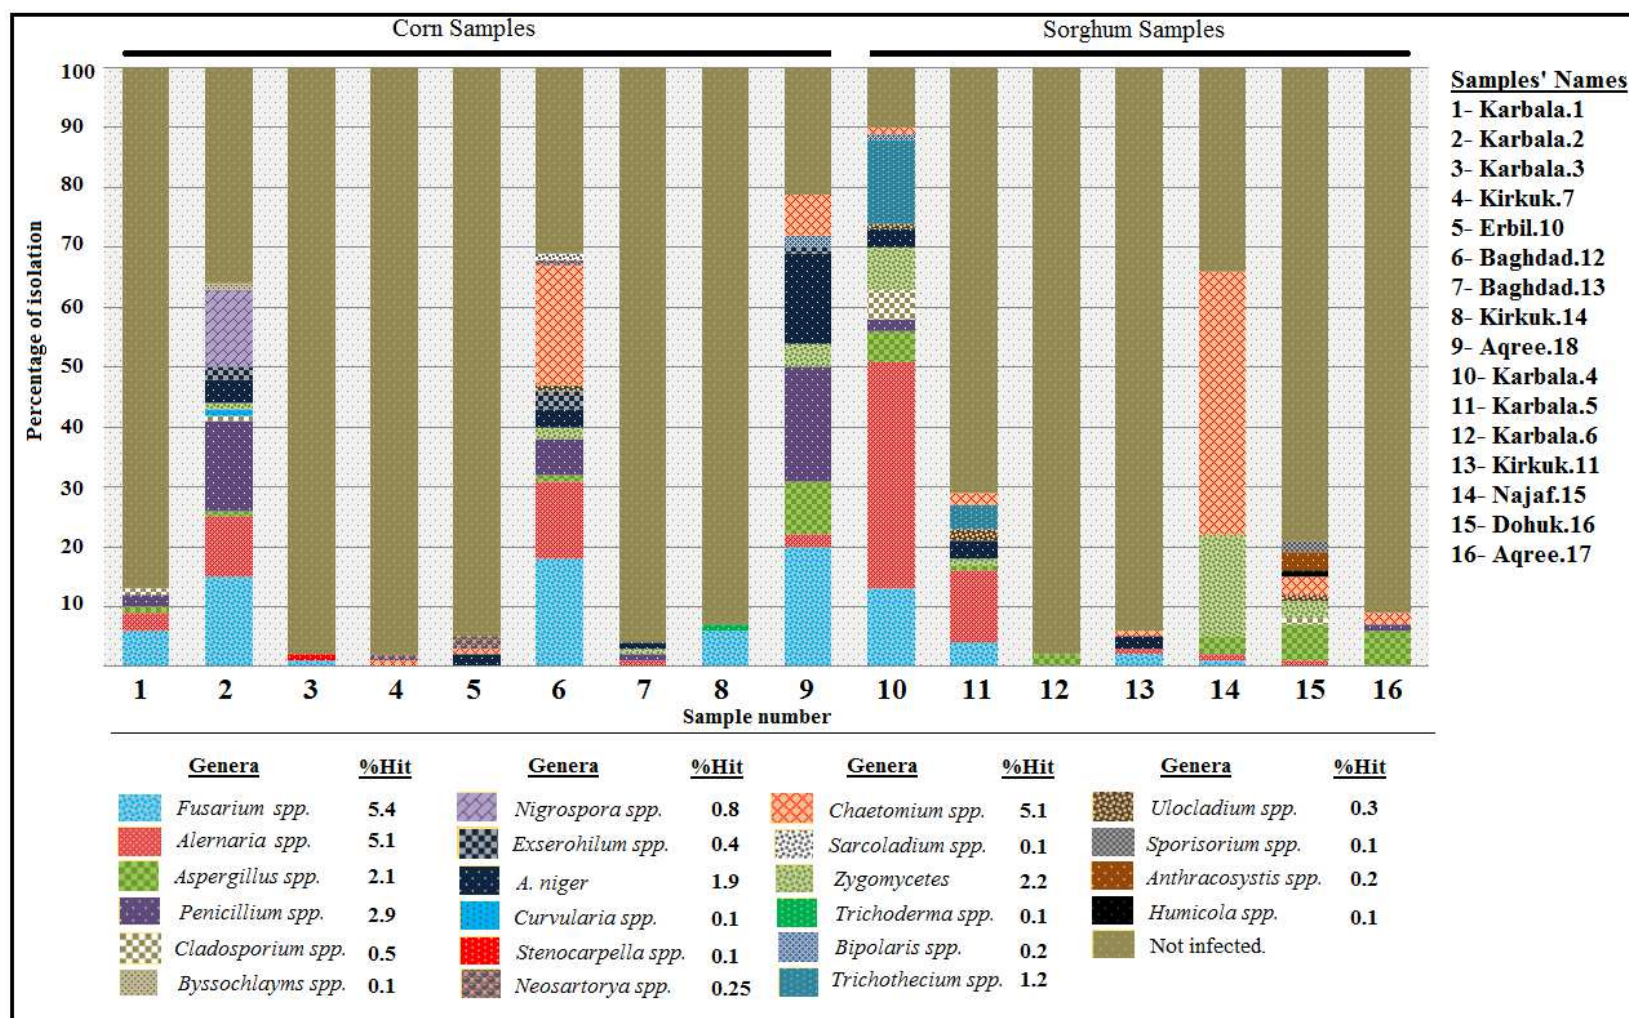 Corn Samples
Sorghum Samples
Percentage of isolation
100
90
80
70
60
50
40
30
20
10
1 2 3 4 5 6 7 8 9 10 11 12 13 14 15 16
Sample number
Samples' Names
1- Karbala.1
2- Karbala.2
3- Karbala.3
4- Kirkuk.7
5- Erbil.10
6- Baghdad.12
7- Baghdad.13
8- Kirkuk.14
9- Aqree.18
10- Karbala.4
11- Karbala.5
12- Karbala.6
13- Kirkuk.11
14- Najaf.15
15- Dohuk.16
16- Aqree.17
Genera %Hit
Fusarium spp. 5.4
Alernaria spp. 5.1
Aspergillus spp. 2.1
Penicillium spp. 2.9
Cladosporium spp. 0.5
Byssochlayms spp. 0.1
Genera %Hit
Nigrospora spp. 0.8
Exserohilum spp. 0.4
A. niger 1.9
Curvularia spp. 0.1
Stenocarpella spp. 0.1
Neosartorya spp. 0.25
Genera %Hit
Chaetomium spp. 5.1
Sarcoladium spp. 0.1
Zygomycetes 2.2
Trichoderma spp. 0.1
Bipolaris spp. 0.2
Trichothecium spp. 1.2
Genera %Hit
Ulocladium spp. 0.3
Sporisorium spp. 0.1
Anthracosystis spp. 0.2
Humicola spp. 0.1
Not infected.